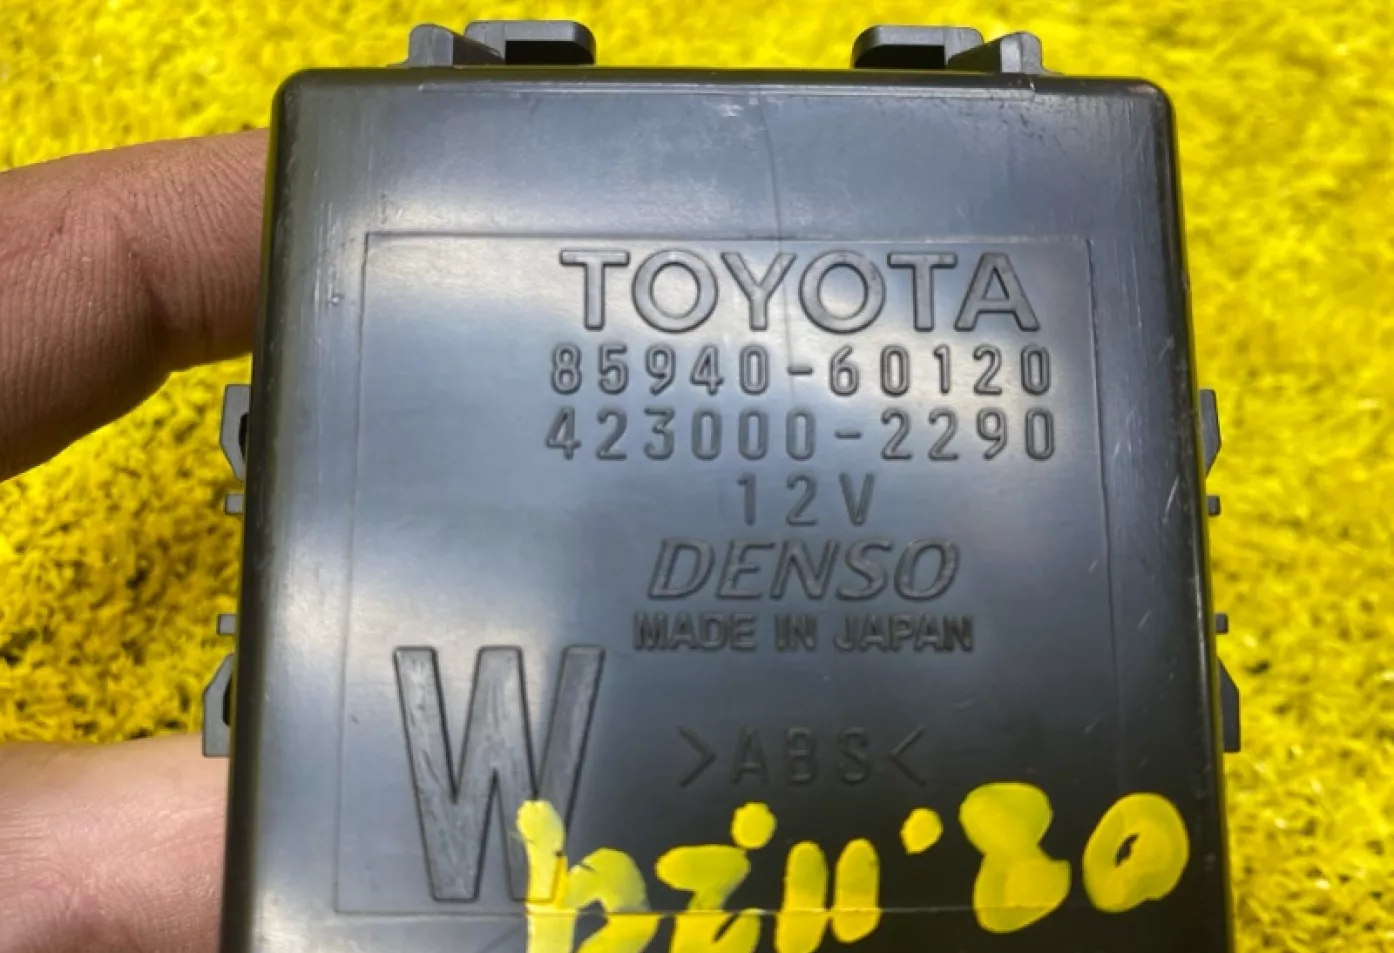 TOYOTA
85940-60120
423000-2290
12V
DENSO
MADE IN JAPAN
W
>ABS<